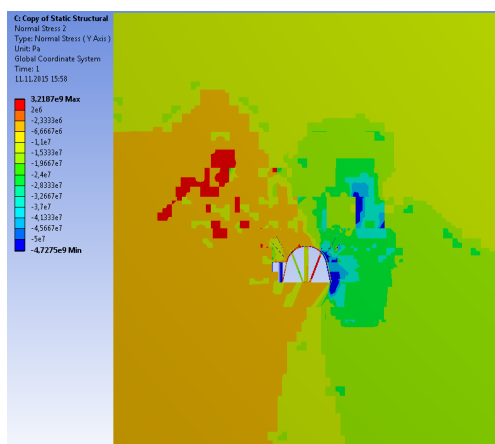 C: Copy of Static Structural
Normal Stress 2
Type: Normal Stress ( Y Axis )
Unit: Pa
Global Coordinate System
Time: 1
11.11.2015 15:58
3,2187e9 Max
2e6
-2,3333e6
-6,6667e6
-1,1e7
-1,5333e7
-1,9667e7
-2,4e7
-2,8333e7
-3,2667e7
-3,7e7
-4,1333e7
-4,5667e7
-5e7
-4,7275e9 Min